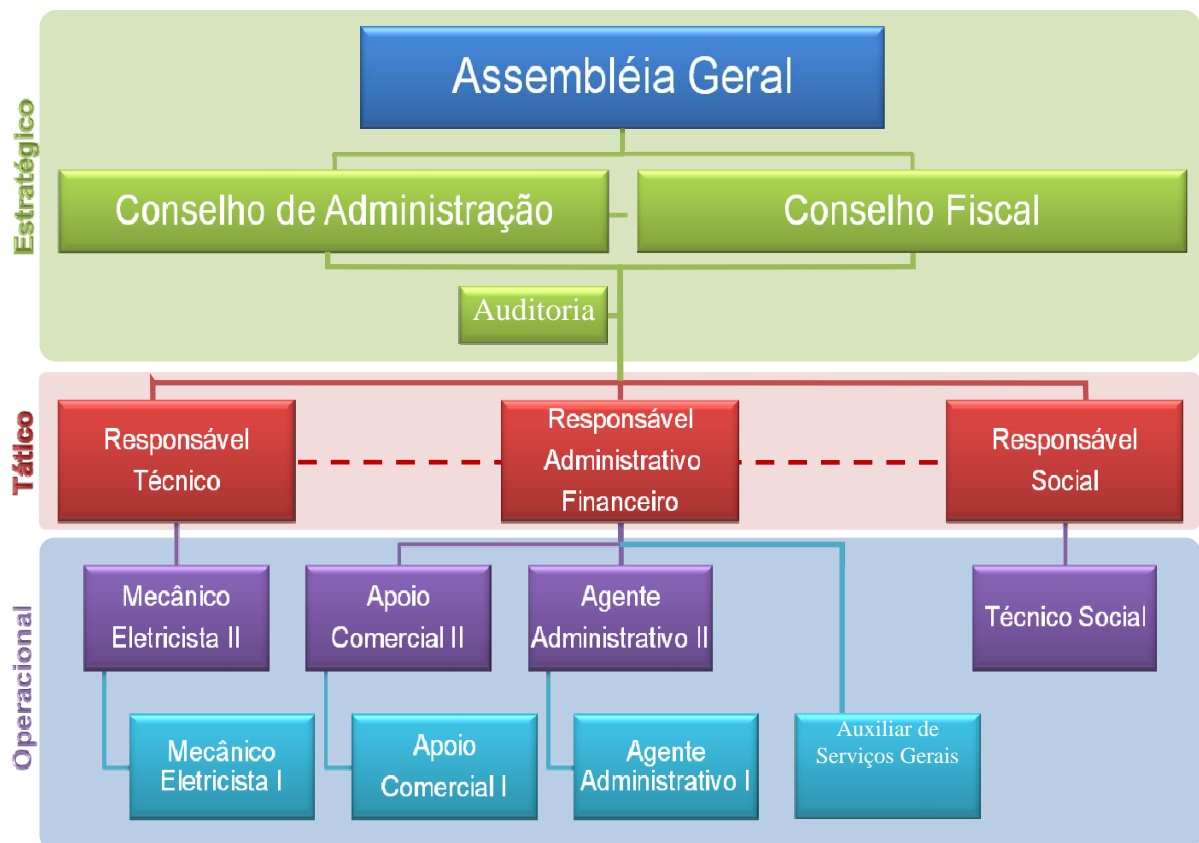 Estratégico
Assembléia Geral
Conselho de Administração
Conselho Fiscal
Auditoria
Tático
Responsável
Técnico
Responsável
Administrativo
Financeiro
Responsável
Social
Operacional
Mecânico
Eletricista II
Apoio
Comercial II
Agente
Administrativo II
Técnico Social
Mecânico
Eletricista I
Apoio
Comercial I
Agente
Administrativo I
Auxiliar de
Serviços Gerais